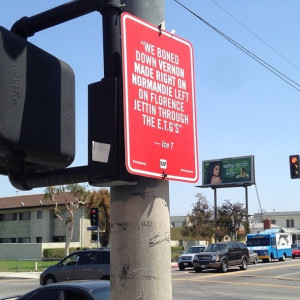 "WE BONED
DOWN VERNON
MADE RIGHT ON
NORMANDIE LEFT
ON FLORENCE
JETTIN THROUGH
THE E.T.G'S"
— Ice T